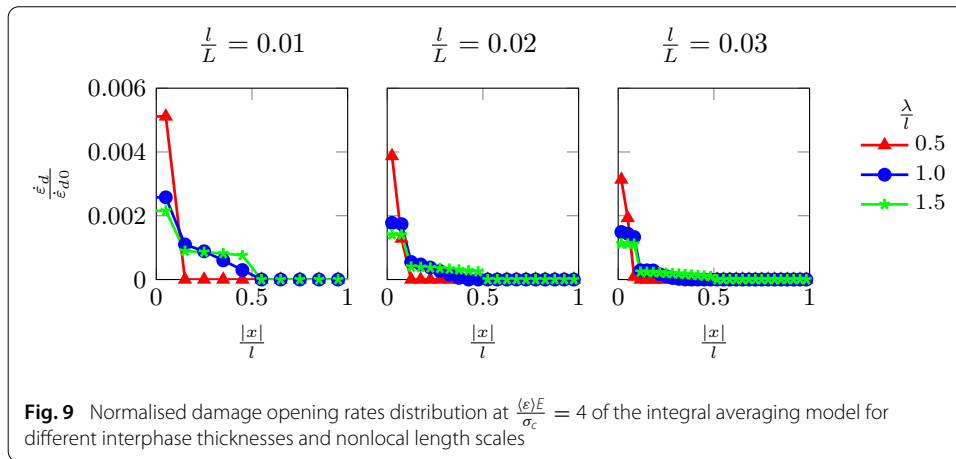 l/L = 0.01 l/L = 0.02 l/L = 0.03
0.006
0.004
0.002
0
ε̇_d/ε̇_d0
0 0.5 1
0 0.5 1
0 0.5 1
|x|/l |x|/l |x|/l
λ/l
0.5
1.0
1.5
Fig. 9 Normalised damage opening rates distribution at ⟨ε⟩E/σ_c = 4 of the integral averaging model for
different interphase thicknesses and nonlocal length scales